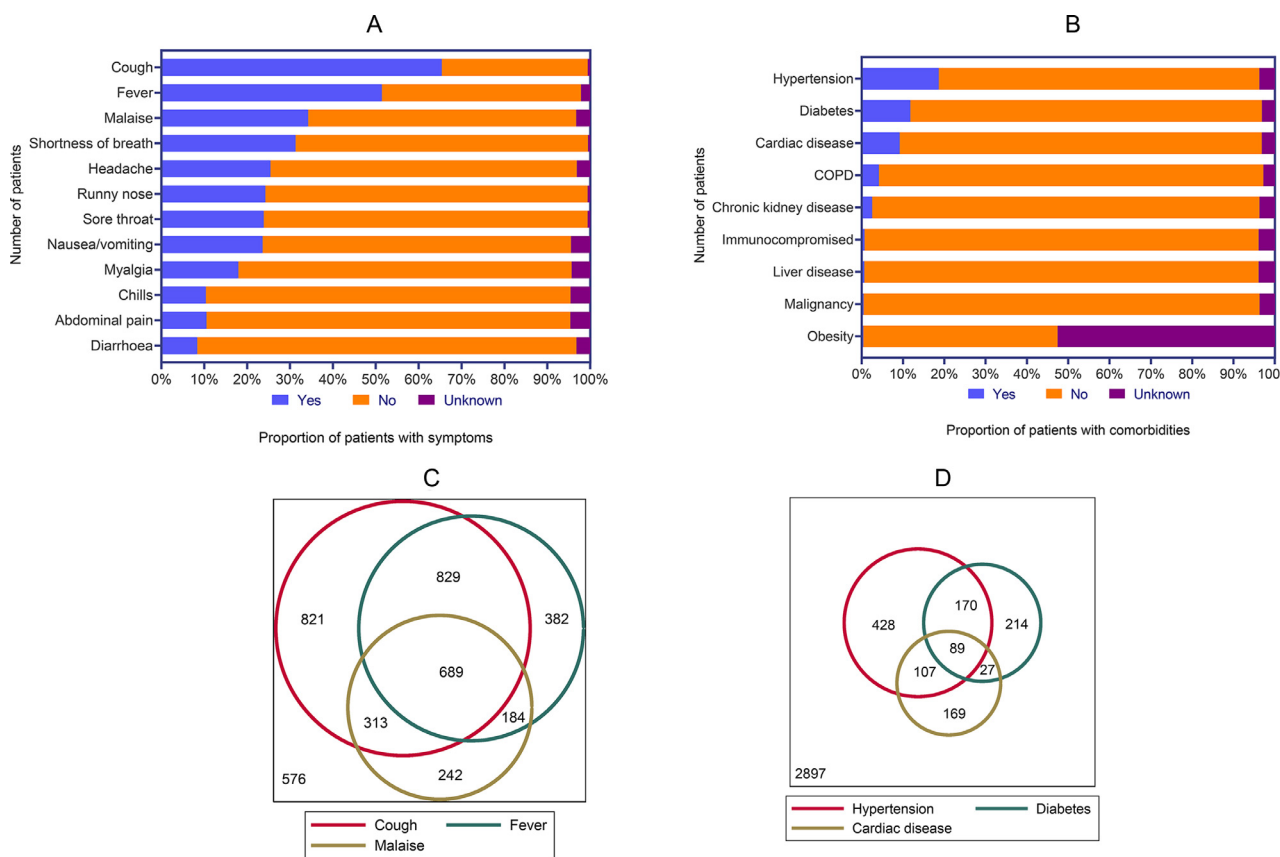 A
Number of patients
Cough
Fever
Malaise
Shortness of breath
Headache
Runny nose
Sore throat
Nausea/vomiting
Myalgia
Chills
Abdominal pain
Diarrhoea
0% 10% 20% 30% 40% 50% 60% 70% 80% 90% 100%
Yes No Unknown
Proportion of patients with symptoms
B
Number of patients
Hypertension
Diabetes
Cardiac disease
COPD
Chronic kidney disease
Immunocompromised
Liver disease
Malignancy
Obesity
0% 10% 20% 30% 40% 50% 60% 70% 80% 90% 100
Yes No Unknown
Proportion of patients with comorbidities
C
829
821 382
689
313 184
242
576
Cough Fever
Malaise
D
170
428 214
89
107 27
169
2897
Hypertension Diabetes
Cardiac disease